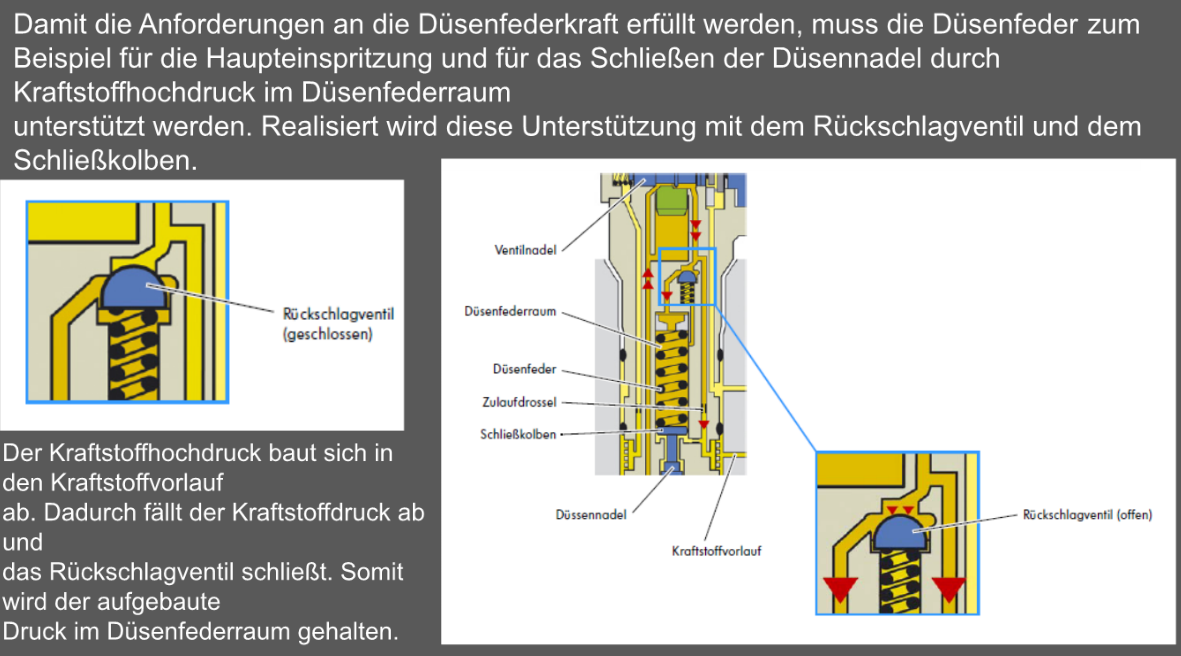 Damit die Anforderungen an die Düsenfederkraft erfüllt werden, muss die Düsenfeder zum
Beispiel für die Haupteinspritzung und für das Schließen der Düsennadel durch
Kraftstoffhochdruck im Düsenfederraum
unterstützt werden. Realisiert wird diese Unterstützung mit dem Rückschlagventil und dem
Schließkolben.
Rückschlagventil
(geschlossen)
Der Kraftstoffhochdruck baut sich in
den Kraftstoffvorlauf
ab. Dadurch fällt der Kraftstoffdruck ab
und
das Rückschlagventil schließt. Somit
wird der aufgebaute
Druck im Düsenfederraum gehalten.
Ventilnadel
Düsenfederraum
Düsenfeder
Zulaufdrossel
Schließkolben
Düssennadel
Kraftstoffvorlauf
Rückschlagventil (offen)